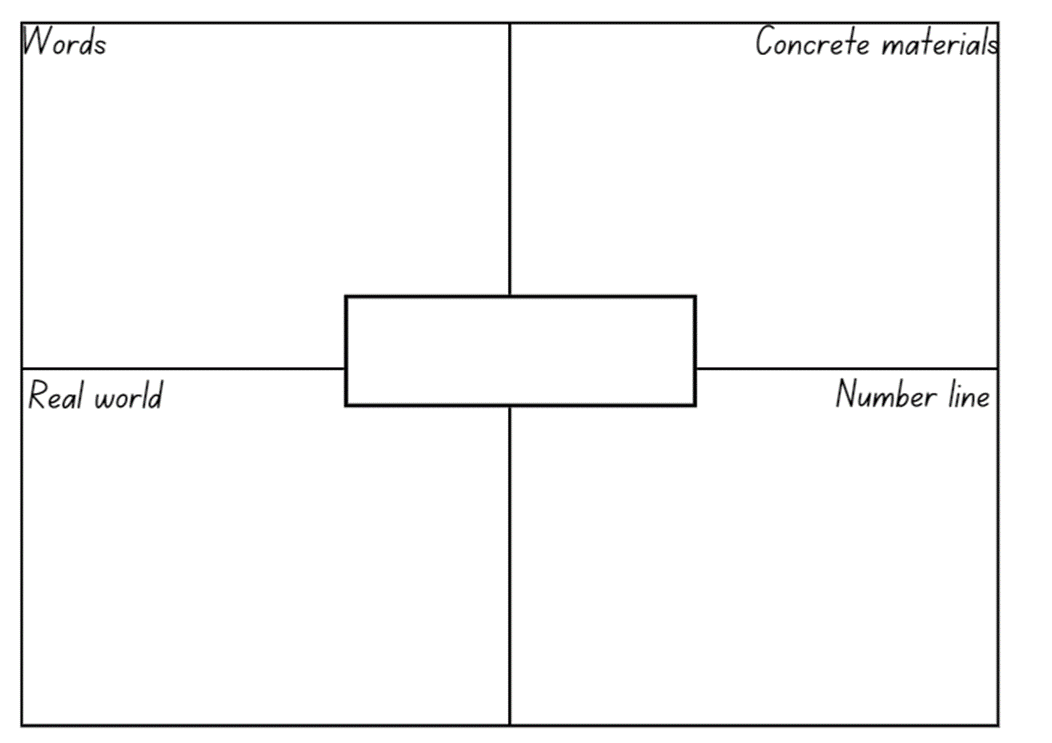 Words
Concrete materials
Real world
Number line